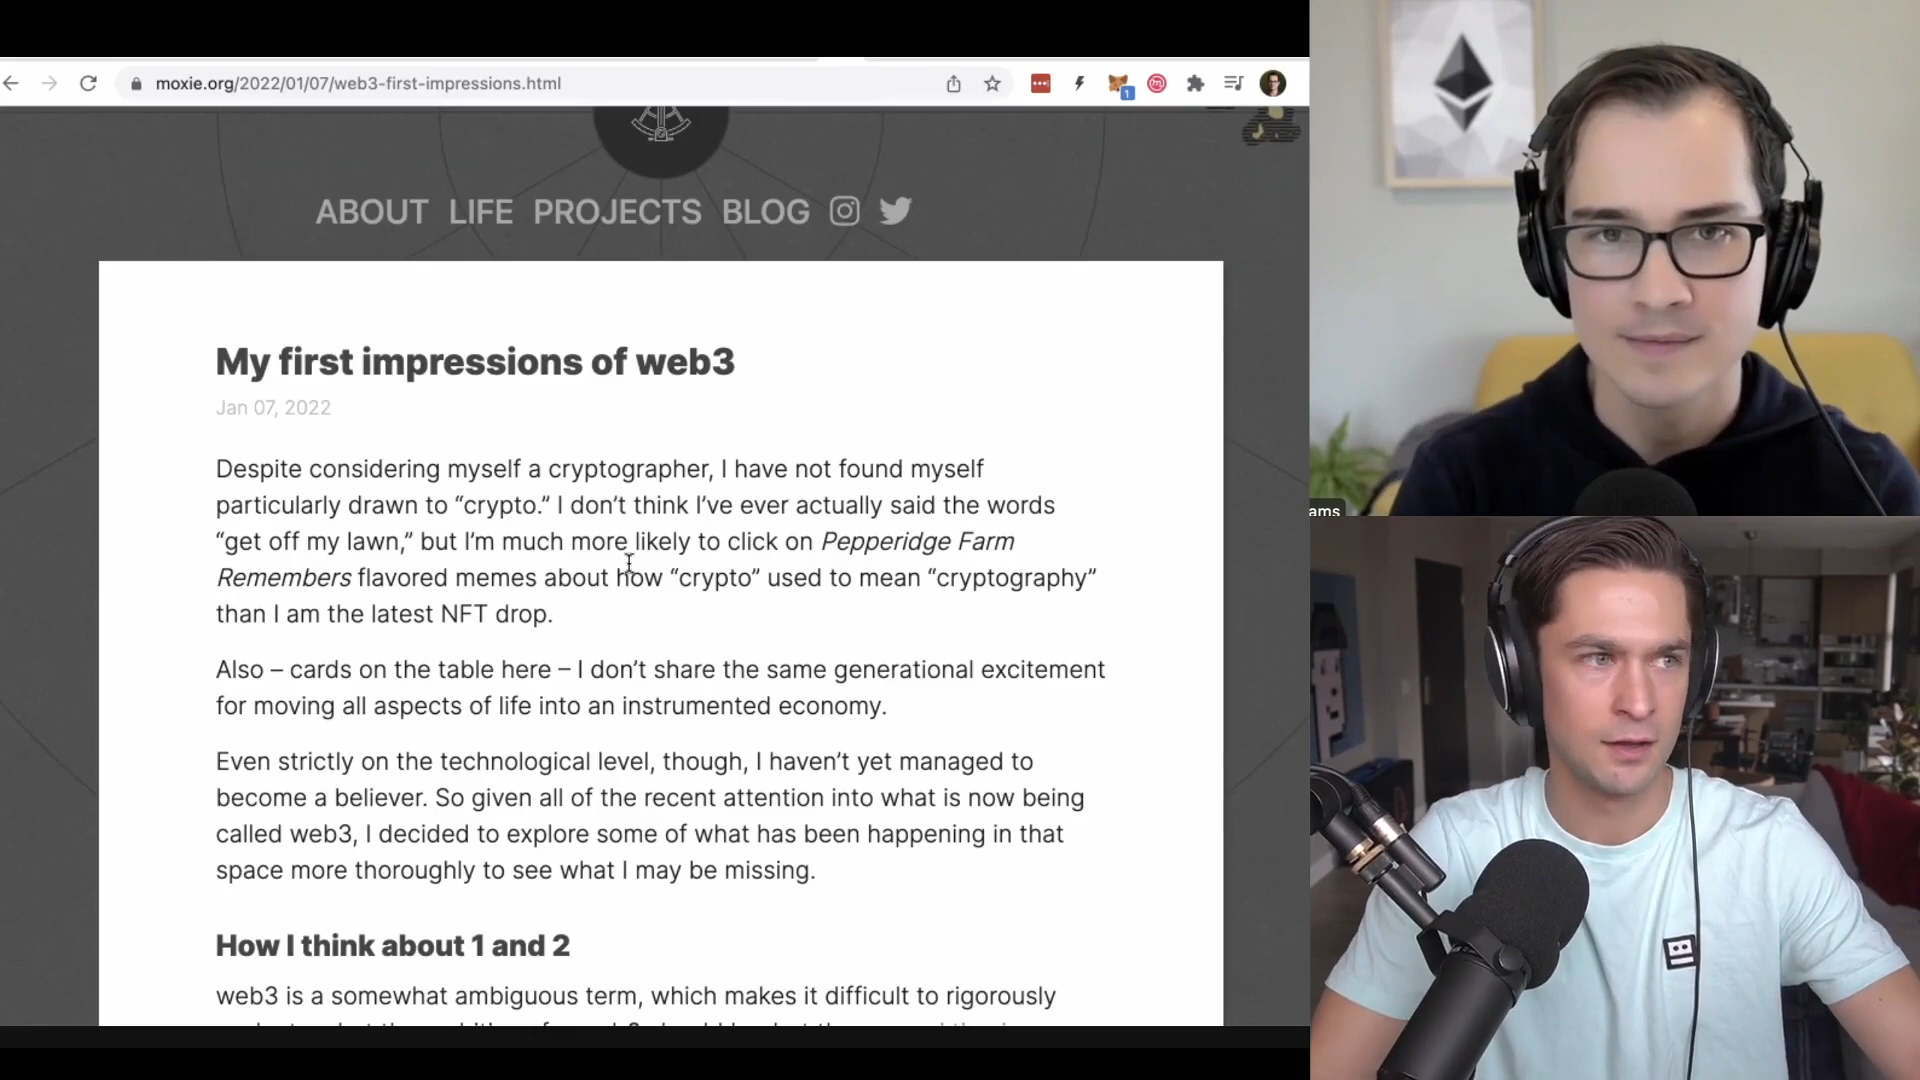 moxie.org/2022/01/07/web3-first-impressions.html
1
ABOUT LIFE PROJECTS BLOG
My first impressions of web3
Jan 07, 2022
Despite considering myself a cryptographer, I have not found myself
particularly drawn to “crypto.” I don’t think I’ve ever actually said the words
“get off my lawn,” but I’m much more likely to click on Pepperidge Farm
Remembers flavored memes about how “crypto” used to mean “cryptography”
than I am the latest NFT drop.
Also – cards on the table here – I don’t share the same generational excitement
for moving all aspects of life into an instrumented economy.
Even strictly on the technological level, though, I haven’t yet managed to
become a believer. So given all of the recent attention into what is now being
called web3, I decided to explore some of what has been happening in that
space more thoroughly to see what I may be missing.
How I think about 1 and 2
web3 is a somewhat ambiguous term, which makes it difficult to rigorously
ams